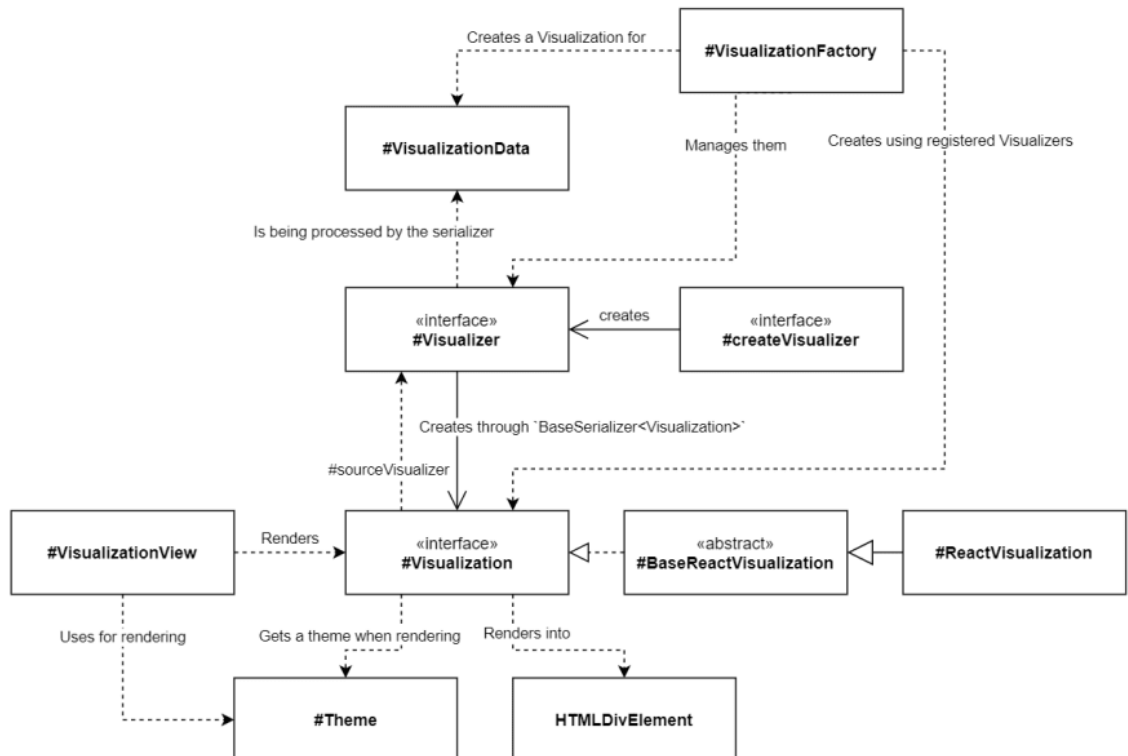 Creates a Visualization for
#VisualizationFactory
#VisualizationData
Manages them
Creates using registered Visualizers
Is being processed by the serializer
«interface»
#Visualizer
creates
«interface»
#createVisualizer
Creates through `BaseSerializer<Visualization>`
#sourceVisualizer
#VisualizationView
Renders
«interface»
#Visualization
«abstract»
#BaseReactVisualization
#ReactVisualization
Uses for rendering
Gets a theme when rendering
Renders into
#Theme
HTMLDivElement